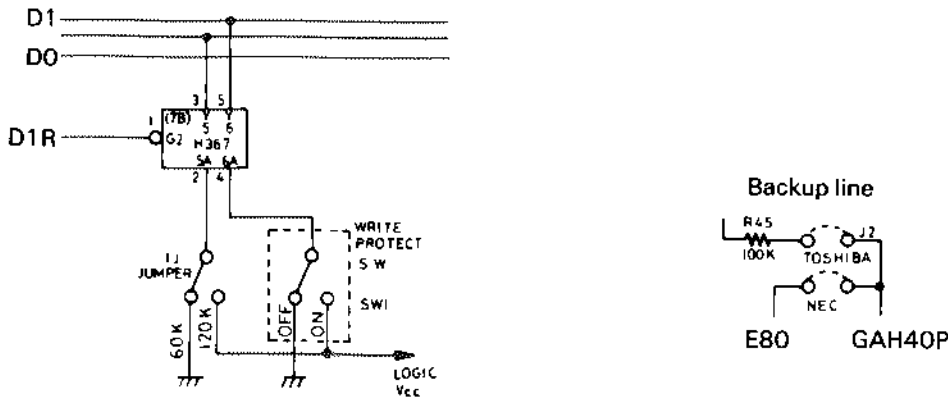 D1
D0
3 5
1 (7B) 5 6
D1R
G2 H367
5A 6A
2 4
WRITE
PROTECT
SW
SW1
JUMPER
60K
120K
OFF
ON
LOGIC
Vcc
Backup line
R45
100K
J2
TOSHIBA
NEC
E80
GAH40P